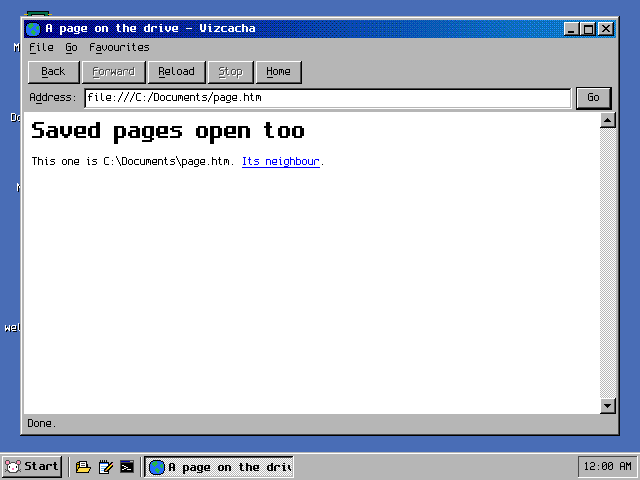 A page on the drive - Vizcacha
File Go Favourites
Back Forward Reload Stop Home
Address: file:///C:/Documents/page.htm Go
Saved pages open too
This one is C:\Documents\page.htm. Its neighbour.
Done.
Start A page on the driv 12:00 AM